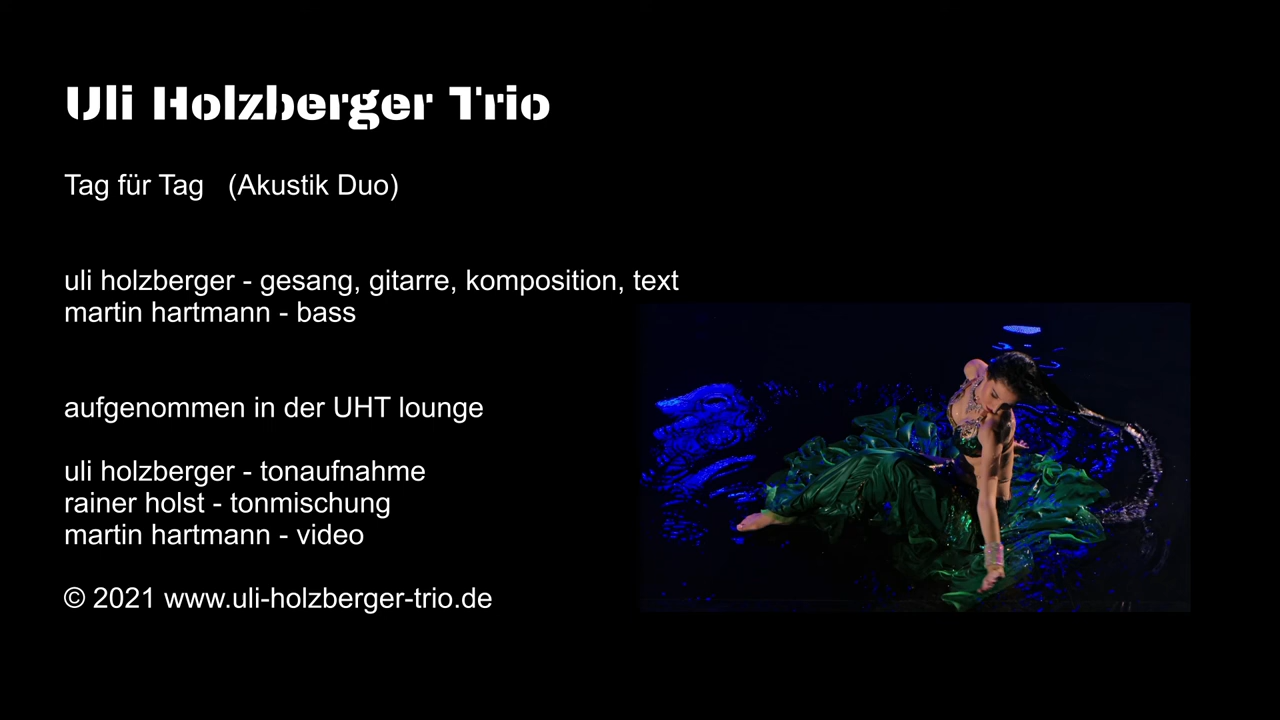 Uli Holzberger Trio
Tag für Tag (Akustik Duo)
uli holzberger - gesang, gitarre, komposition, text
martin hartmann - bass
aufgenommen in der UHT lounge
uli holzberger - tonaufnahme
rainer holst - tonmischung
martin hartmann - video
© 2021 www.uli-holzberger-trio.de